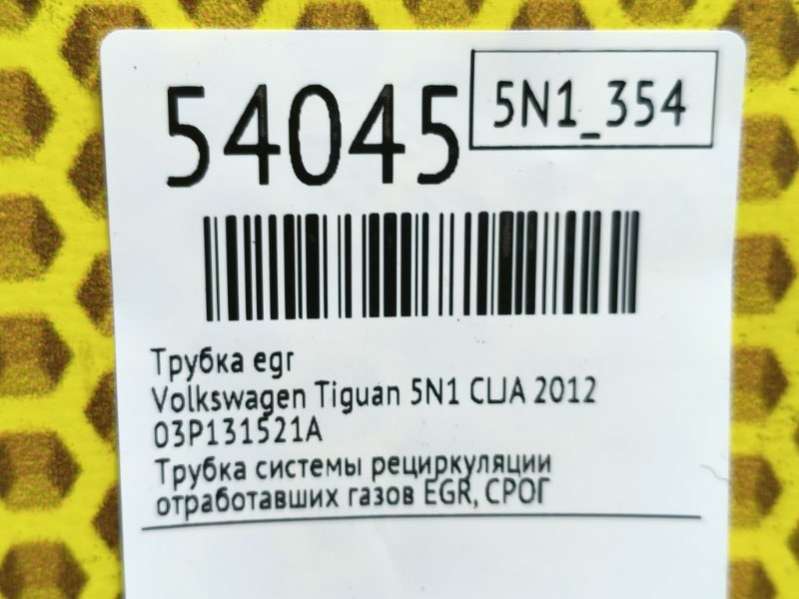 54045
5N1_354
Трубка egr
Volkswagen Tiguan 5N1 CLJA 2012
03P131521A
Трубка системы рециркуляции
отработавших газов EGR, СРОГ